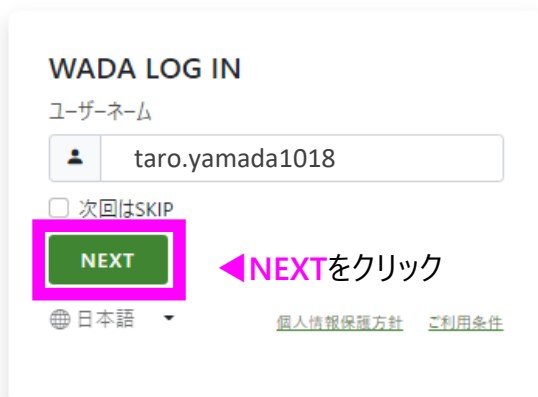 WADA LOG IN
ユーザーネーム
taro.yamada1018
次回はSKIP
NEXT
◀NEXTをクリック
日本語
個人情報保護方針 ご利用条件